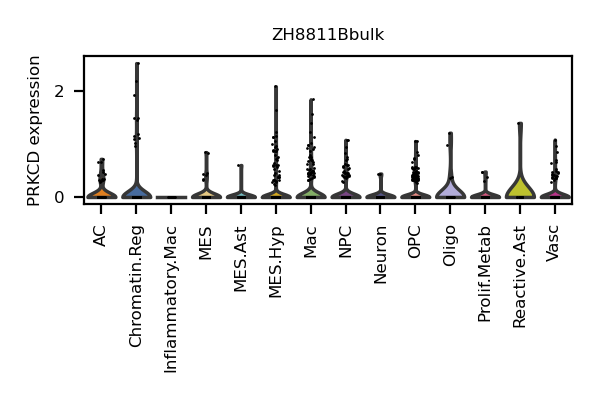 ZH8811Bbulk
PRKCD expression
2
0
AC
Chromatin.Reg
Inflammatory.Mac
MES
MES.Ast
MES.Hyp
Mac
NPC
Neuron
OPC
Oligo
Prolif.Metab
Reactive.Ast
Vasc